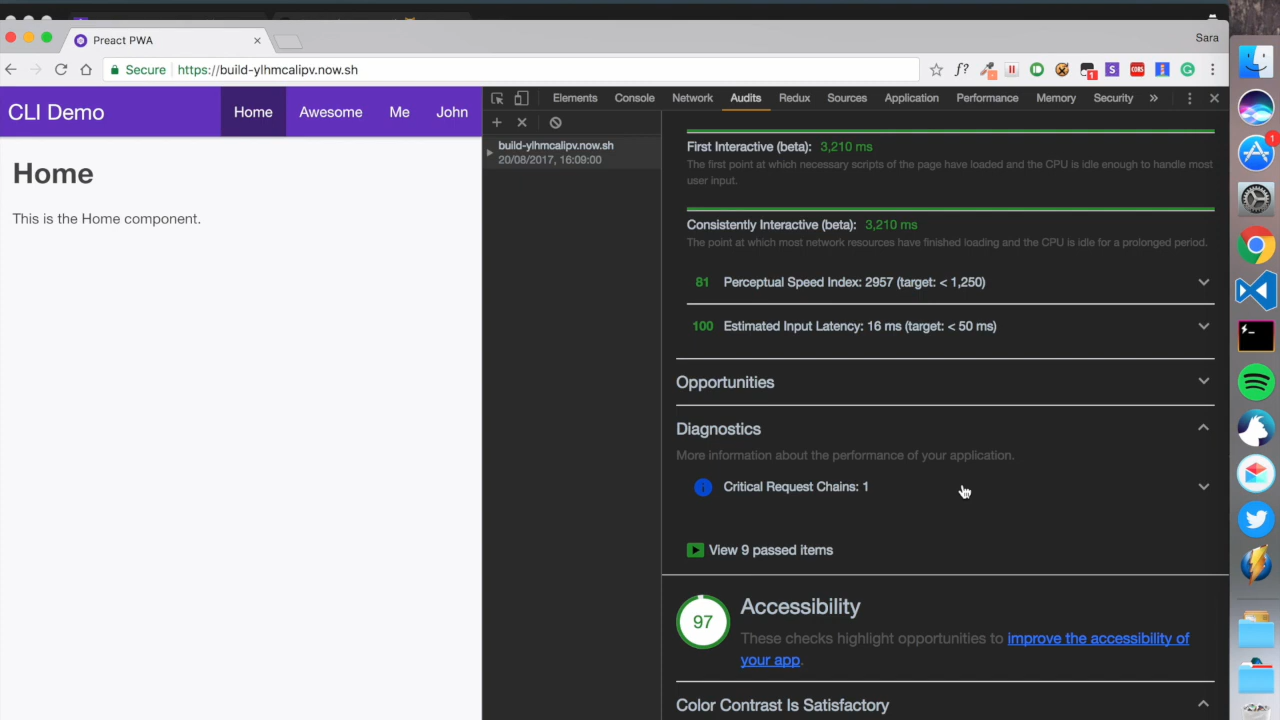 Preact PWA
Sara
Secure https://build-ylhmcalipv.now.sh
f?
1
S
CORS
CLI Demo
Home Awesome Me John
Home
This is the Home component.
Elements Console Network Audits Redux Sources Application Performance Memory Security
build-ylhmcalipv.now.sh
20/08/2017, 16:09:00
First Interactive (beta): 3,210 ms
The first point at which necessary scripts of the page have loaded and the CPU is idle enough to handle most
user input.
Consistently Interactive (beta): 3,210 ms
The point at which most network resources have finished loading and the CPU is idle for a prolonged period.
81 Perceptual Speed Index: 2957 (target: < 1,250)
100 Estimated Input Latency: 16 ms (target: < 50 ms)
Opportunities
Diagnostics
More information about the performance of your application.
Critical Request Chains: 1
View 9 passed items
97
Accessibility
These checks highlight opportunities to improve the accessibility of
your app.
Color Contrast Is Satisfactory
1